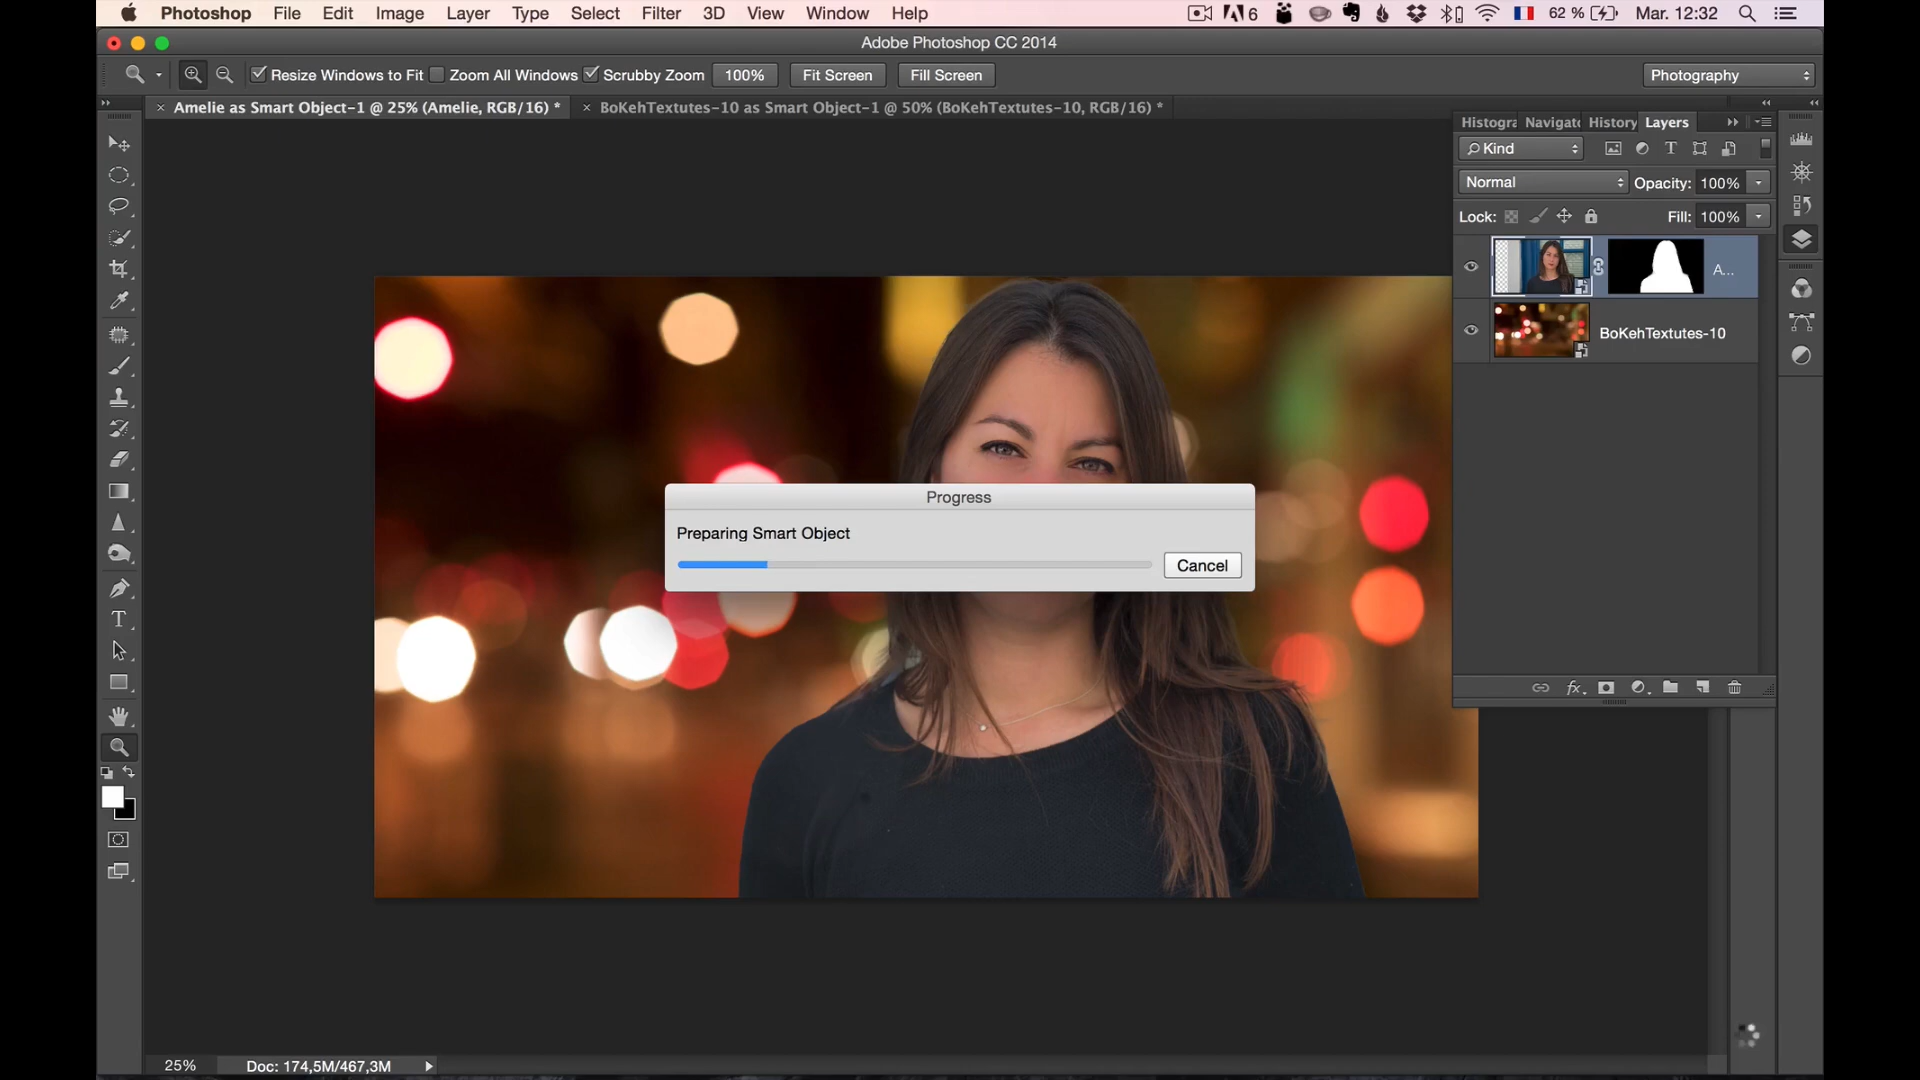 Photoshop File Edit Image Layer Type Select Filter 3D View Window Help 6 62 % Mar. 12:32
Adobe Photoshop CC 2014
Resize Windows to Fit Zoom All Windows Scrubby Zoom 100% Fit Screen Fill Screen Photography
Amelie as Smart Object-1 @ 25% (Amelie, RGB/16) * BoKehTextutes-10 as Smart Object-1 @ 50% (BoKehTextutes-10, RGB/16) *
Histogra Navigato History Layers
Kind
Normal Opacity: 100%
Lock: Fill: 100%
A...
BoKehTextutes-10
Progress
Preparing Smart Object
Cancel
fx
25% Doc: 174,5M/467,3M